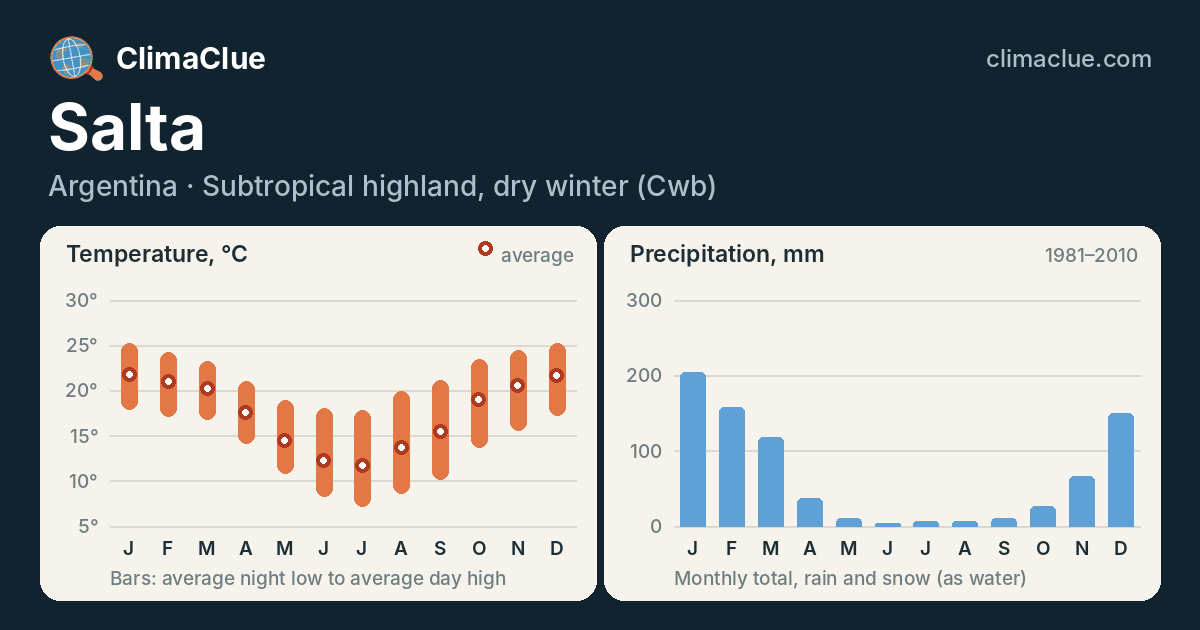 ClimaClue
climaclue.com
Salta
Argentina · Subtropical highland, dry winter (Cwb)
Temperature, °C
average
30°
25°
20°
15°
10°
5°
J F M A M J J A S O N D
Bars: average night low to average day high
Precipitation, mm
1981–2010
300
200
100
0
J F M A M J J A S O N D
Monthly total, rain and snow (as water)